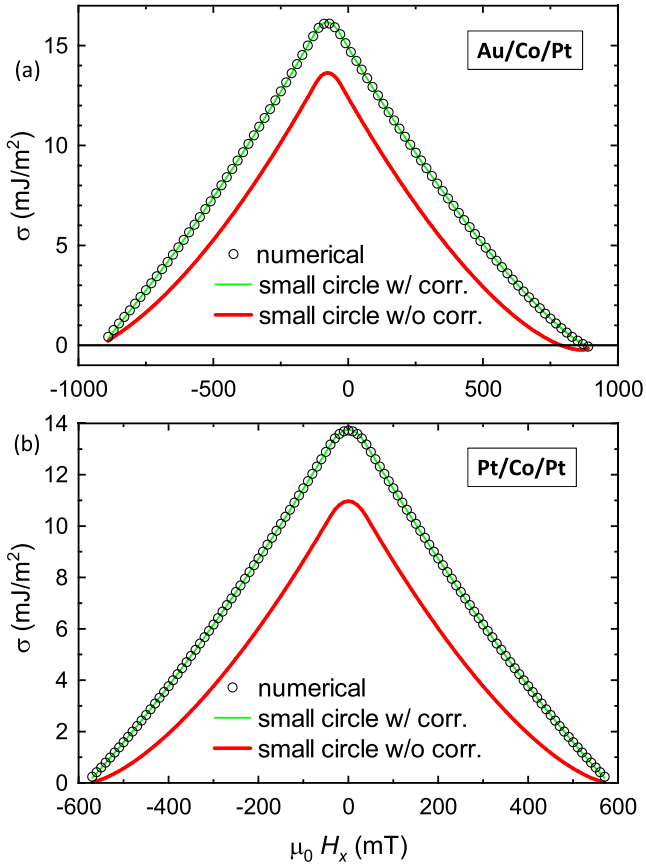 (a)
Au/Co/Pt
15
10
5
0
σ (mJ/m²)
numerical
small circle w/ corr.
small circle w/o corr.
-1000 -500 0 500 1000
(b)
Pt/Co/Pt
14
12
10
8
6
4
2
0
σ (mJ/m²)
numerical
small circle w/ corr.
small circle w/o corr.
-600 -400 -200 0 200 400 600
μ₀ Hₓ (mT)